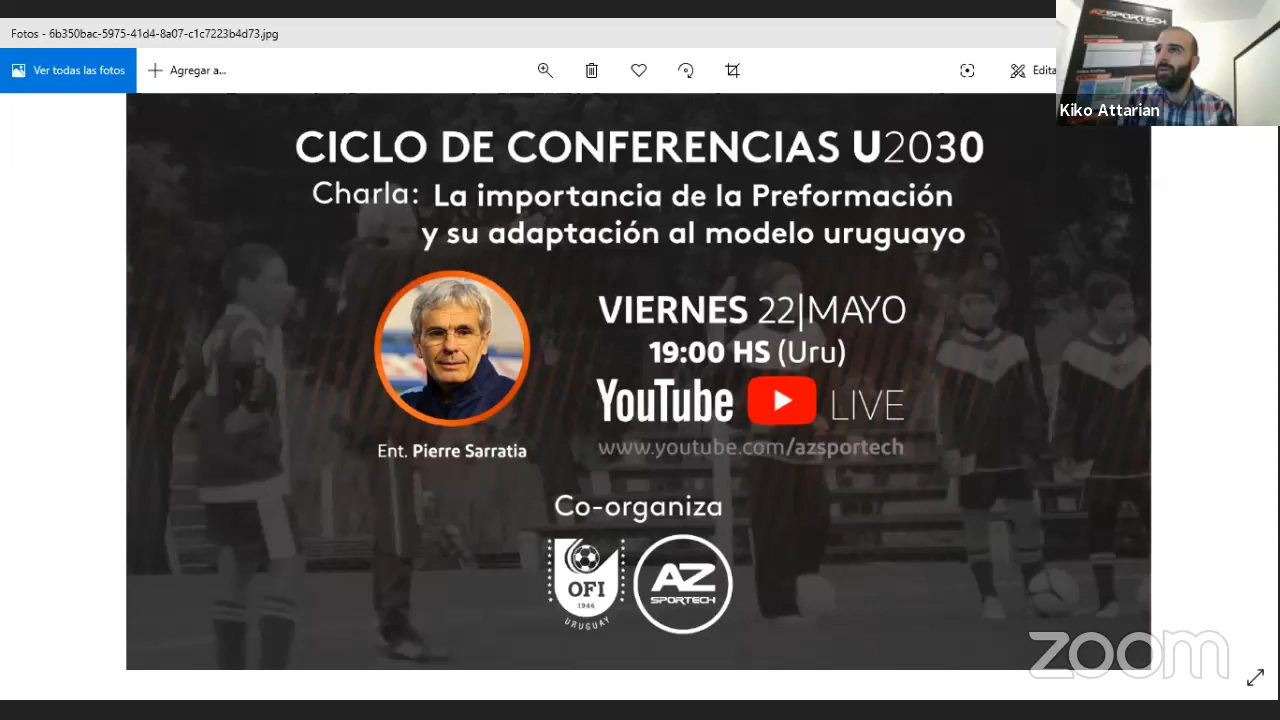 Fotos - 6b350bac-5975-41d4-8a07-c1c7223b4d73.jpg
Ver todas las fotos
Agregar a...
Edita
AZSPORTECH
Kiko Attarian
CICLO DE CONFERENCIAS U2030
Charla: La importancia de la Preformación
y su adaptación al modelo uruguayo
VIERNES 22|MAYO
19:00 HS (Uru)
YouTube LIVE
www.youtube.com/azsportech
Ent. Pierre Sarratia
Co-organiza
OFI
1946
URUGUAY
AZ
SPORTECH
zoom